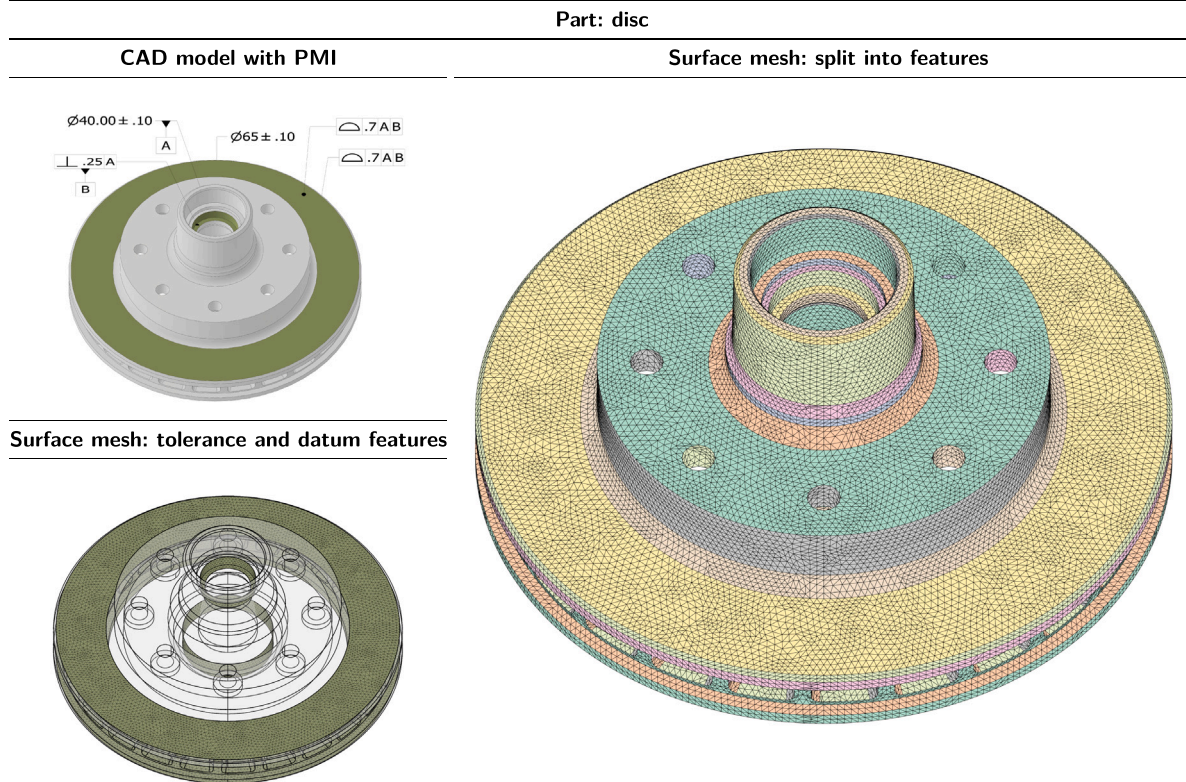 Part: disc
CAD model with PMI
Surface mesh: split into features
Ø40.00± .10
A
Ø65± .10
⌓ .7 A B
⟂ .25 A
B
⌓ .7 A B
Surface mesh: tolerance and datum features